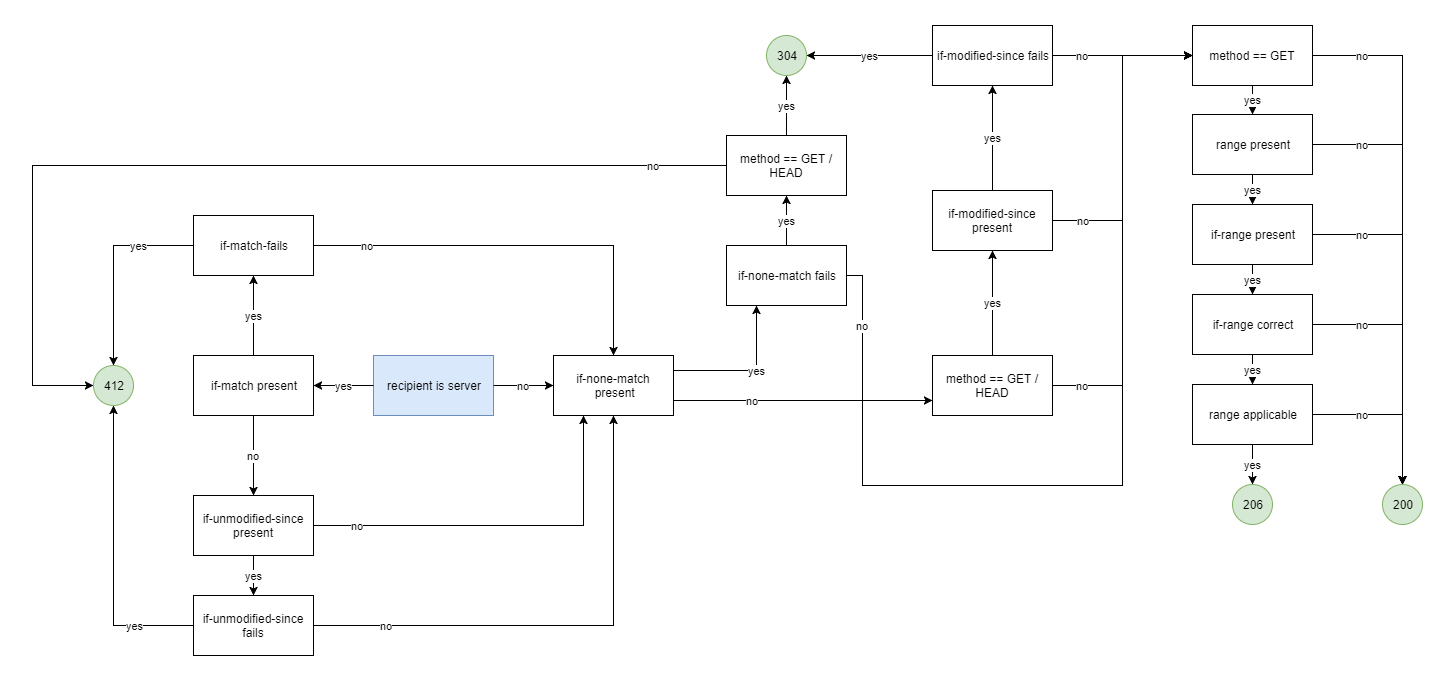 304
yes
if-modified-since fails
no
method == GET
no
yes
yes
method == GET /
HEAD
no
yes
range present
no
yes
if-modified-since
present
no
yes
if-match-fails
yes
no
yes
if-range present
no
if-none-match fails
yes
yes
yes
no
if-range correct
no
412
if-match present
yes
recipient is server
no
if-none-match
present
yes
no
method == GET /
HEAD
no
yes
range applicable
no
no
yes
206
200
if-unmodified-since
present
no
yes
if-unmodified-since
fails
yes
no